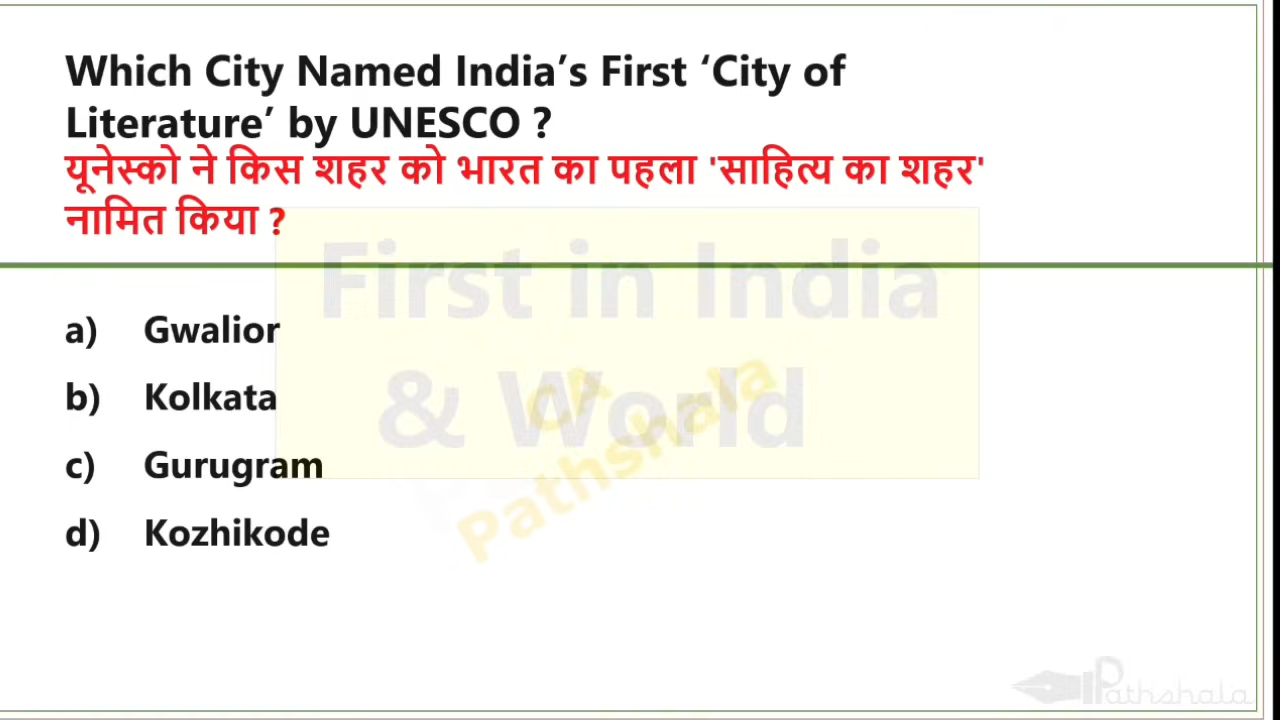 Which City Named India’s First ‘City of
Literature’ by UNESCO ?
यूनेस्को ने किस शहर को भारत का पहला 'साहित्य का शहर'
नामित किया ?
First in India
& World
CA
Pathshala
a) Gwalior
b) Kolkata
c) Gurugram
d) Kozhikode
Pathshala